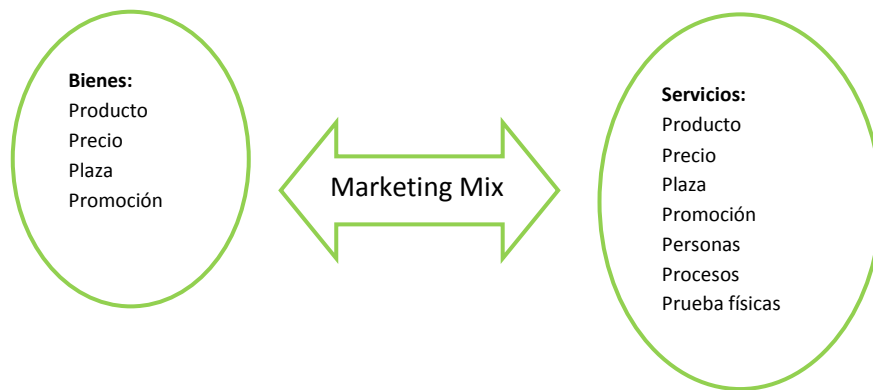 Bienes:
Producto
Precio
Plaza
Promoción
Marketing Mix
Servicios:
Producto
Precio
Plaza
Promoción
Personas
Procesos
Prueba físicas